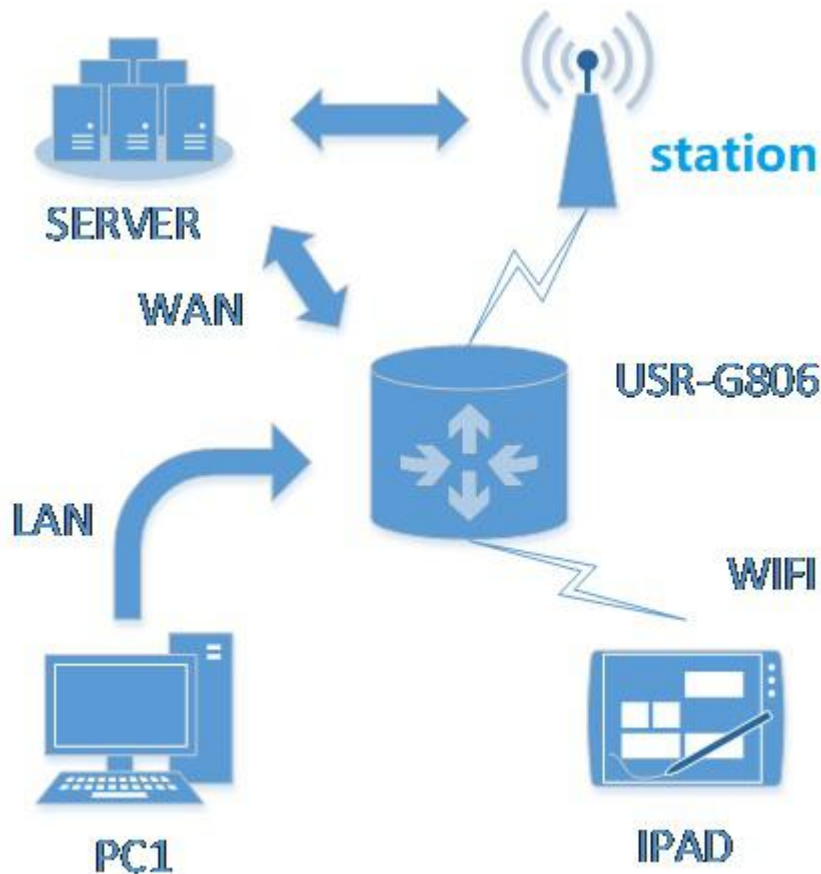 station
SERVER
WAN
USR-G806
LAN
WIFI
PC1
IPAD